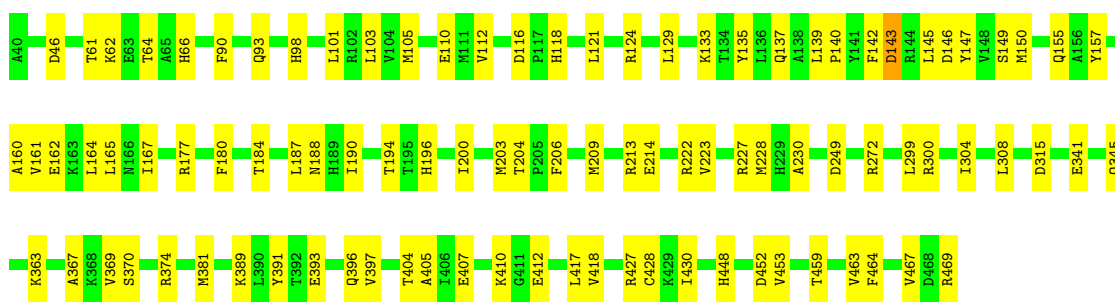 A40 D46 T61 K62 E63 T64 A65 H66 F90 Q93 H98 L101 R102 L103 V104 M105 E110 M111 V112 D116 P117 H118 L121 R124 L129 K133 T134 Y135 L136 Q137 A138 L139 P140 Y141 F142 D143 R144 L145 D146 Y147 V148 S149 M150 Q155 A156 Y157
A160 V161 E162 K163 L164 L165 N166 I167 R177 F180 T184 L187 N188 H189 I190 T194 T195 H196 I200 M203 T204 P205 F206 M209 R213 E214 R222 V223 R227 M228 H229 A230 D249 R272 L299 R300 I304 L308 D315 E341
K363 A367 K368 V369 S370 R374 M381 K389 L390 Y391 T392 E393 Q396 V397 T404 A405 I406 E407 K410 G411 E412 L417 V418 R427 C428 K429 I430 H448 D452 V453 T459 V463 F464 V467 D468 R469